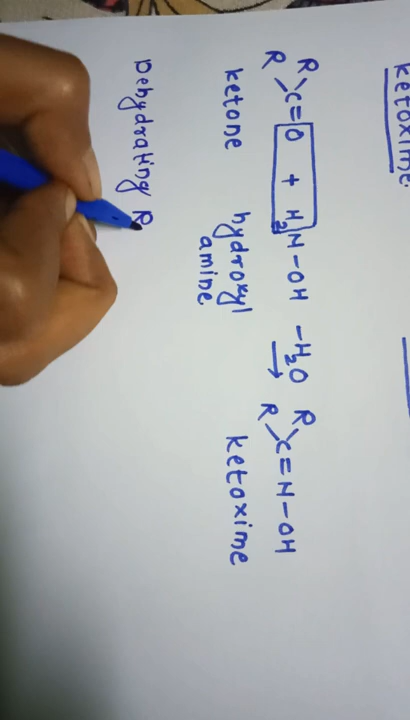 ketoxime
R
R >C=O + H2N-OH -H2O → R
R >C=N-OH
ketone hydroxyl
amine ketoxime
Dehydrating R